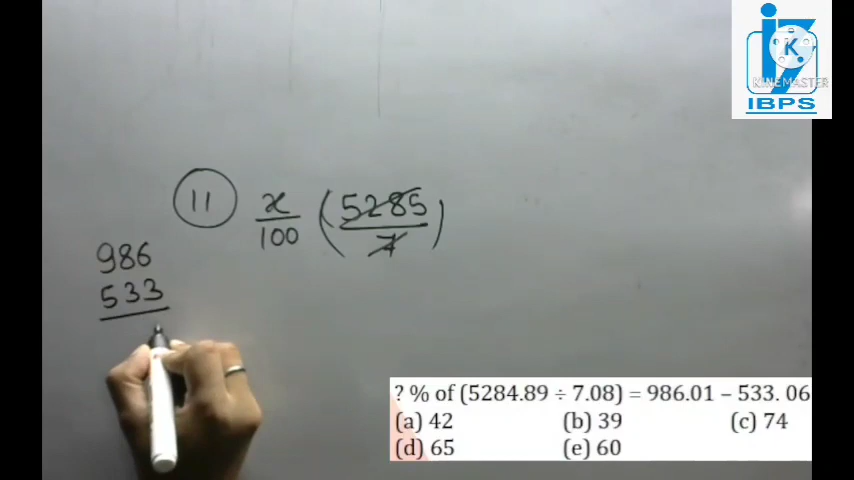 K
KINEMASTER
IBPS
11 x/100 (5285/7)
986
533
? % of (5284.89 ÷ 7.08) = 986.01 – 533. 06
(a) 42 (b) 39 (c) 74
(d) 65 (e) 60